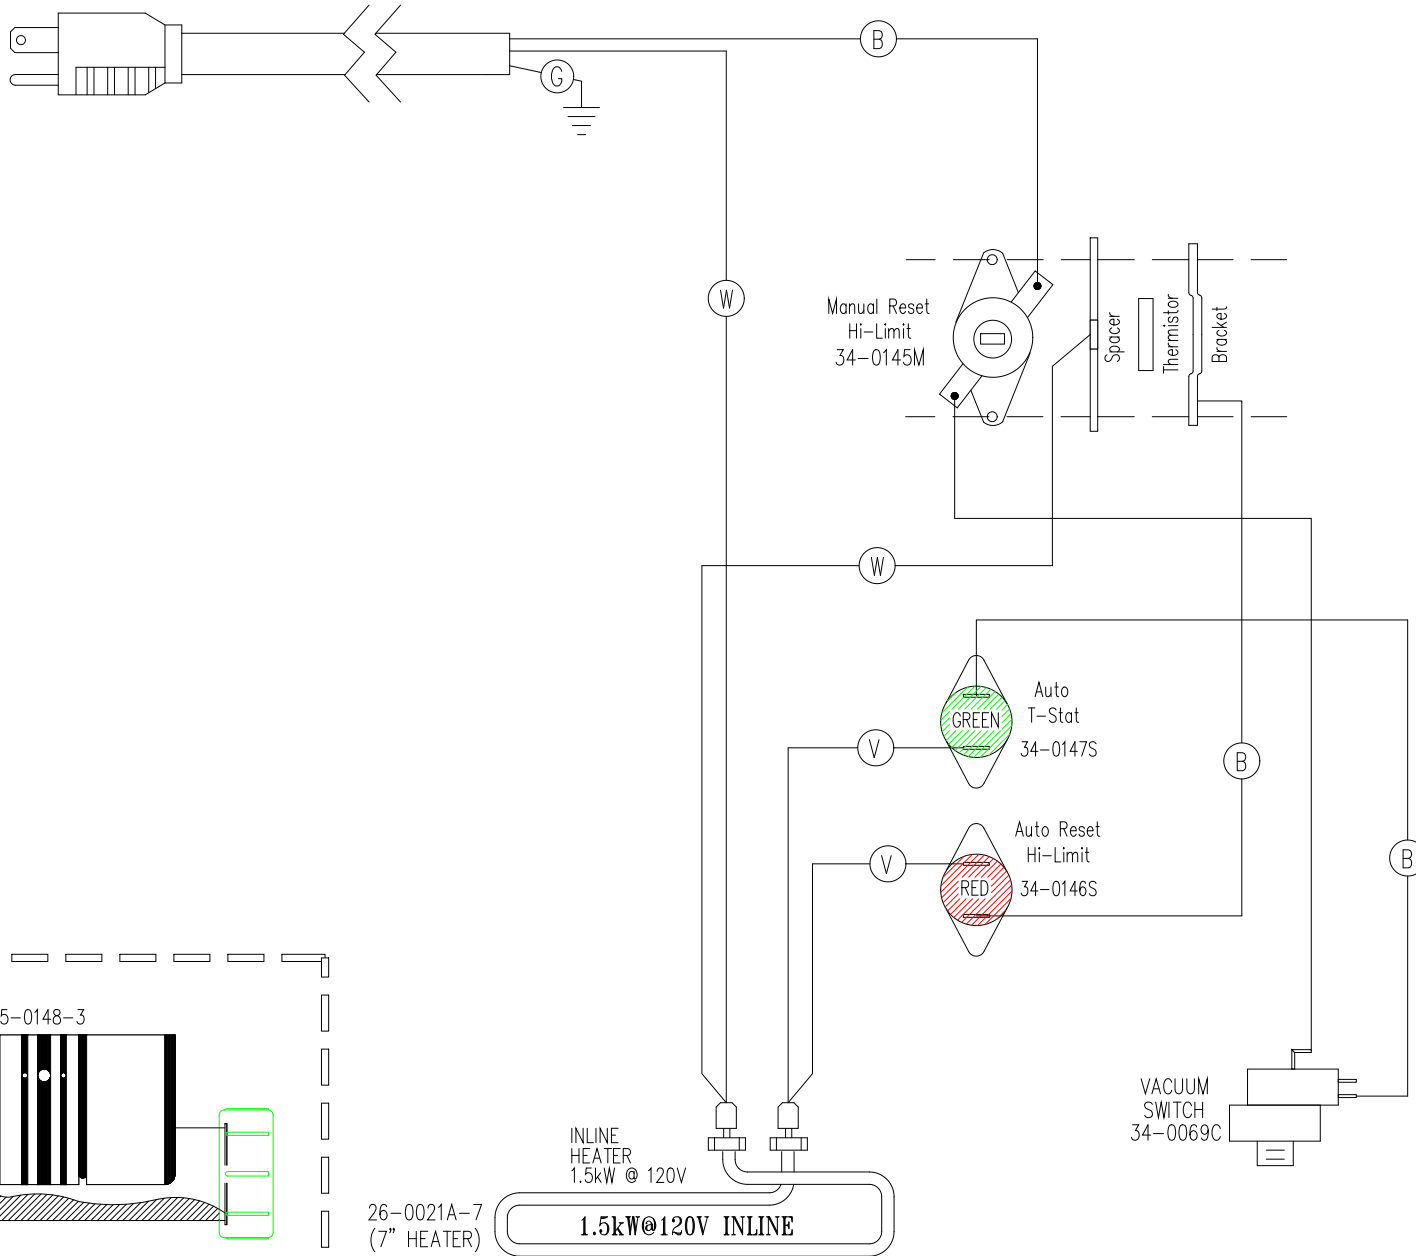 B
G
W
Manual Reset
Hi-Limit
34-0145M
Spacer
Thermistor
Bracket
W
GREEN
Auto
T-Stat
34-0147S
V
B
Auto Reset
Hi-Limit
34-0146S
RED
V
B
5-0148-3
VACUUM
SWITCH
34-0069C
INLINE
HEATER
1.5kW @ 120V
26-0021A-7
(7" HEATER)
1.5kW@120V INLINE